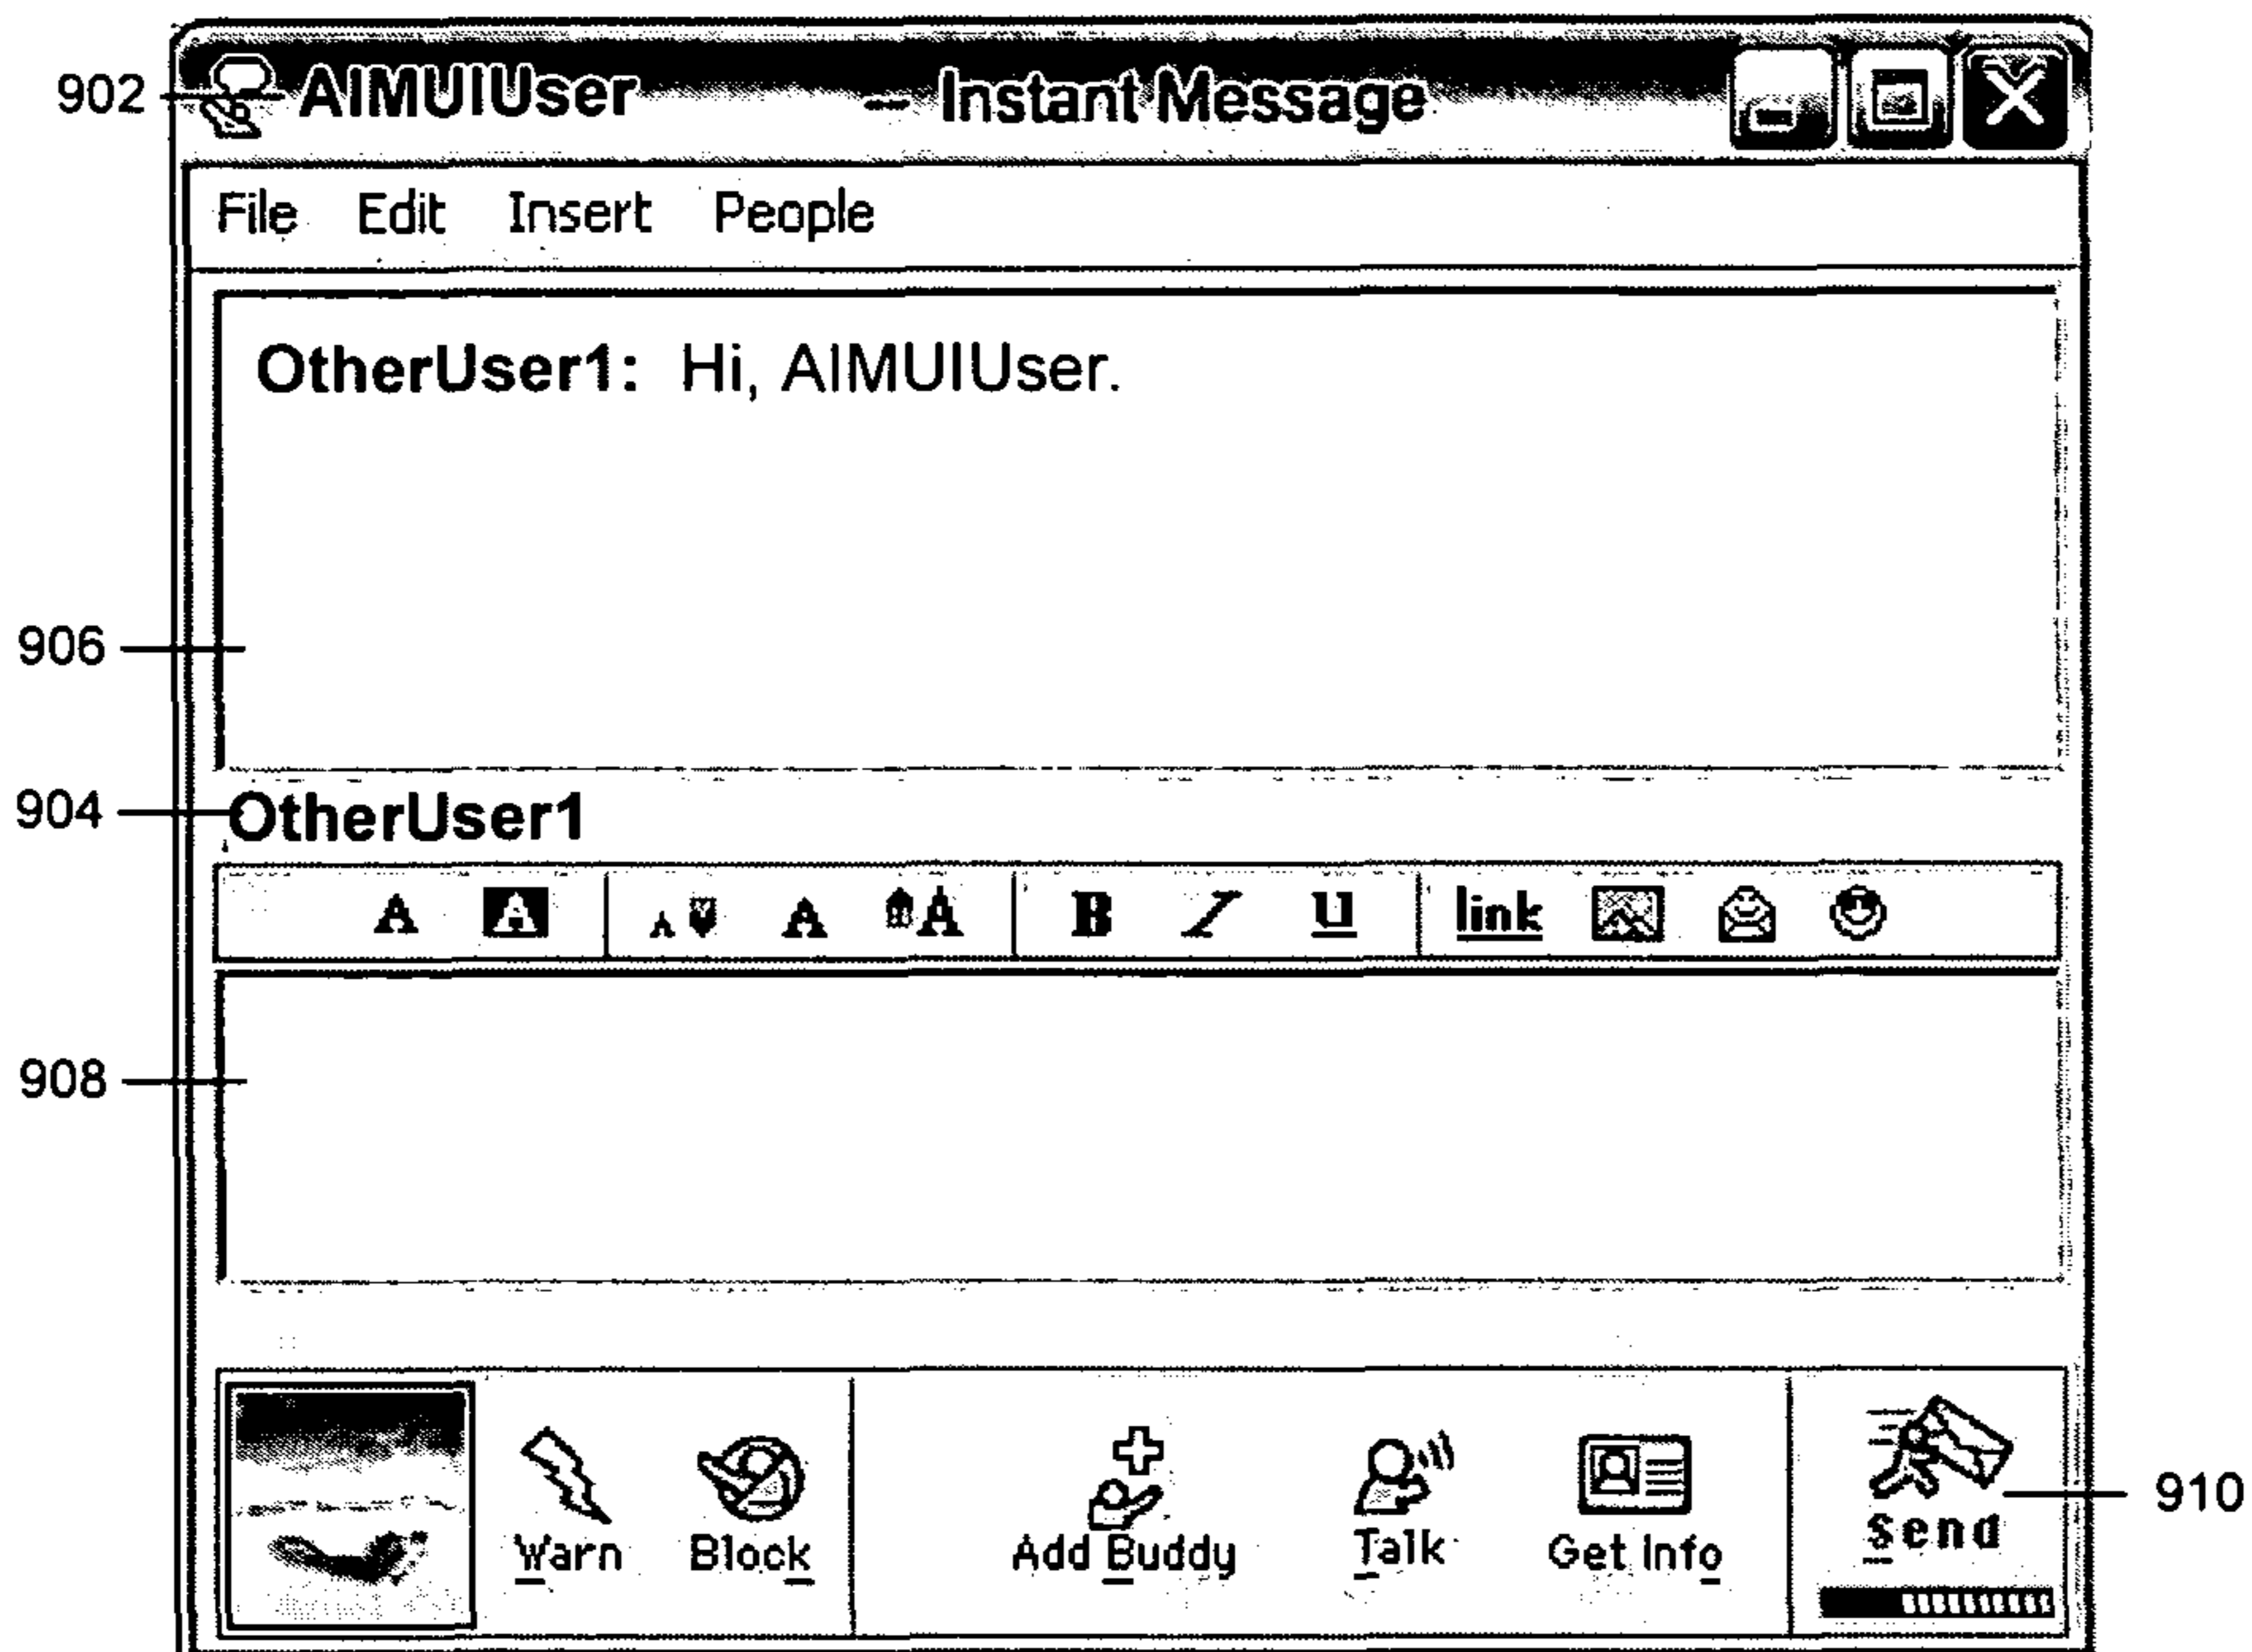 902 AIMUIUser -- Instant Message
File Edit Insert People
OtherUser1: Hi, AIMUIUser.
906
904 OtherUser1
A A A A A B I U link
908
Warn Block Add Buddy Talk Get Info Send 910